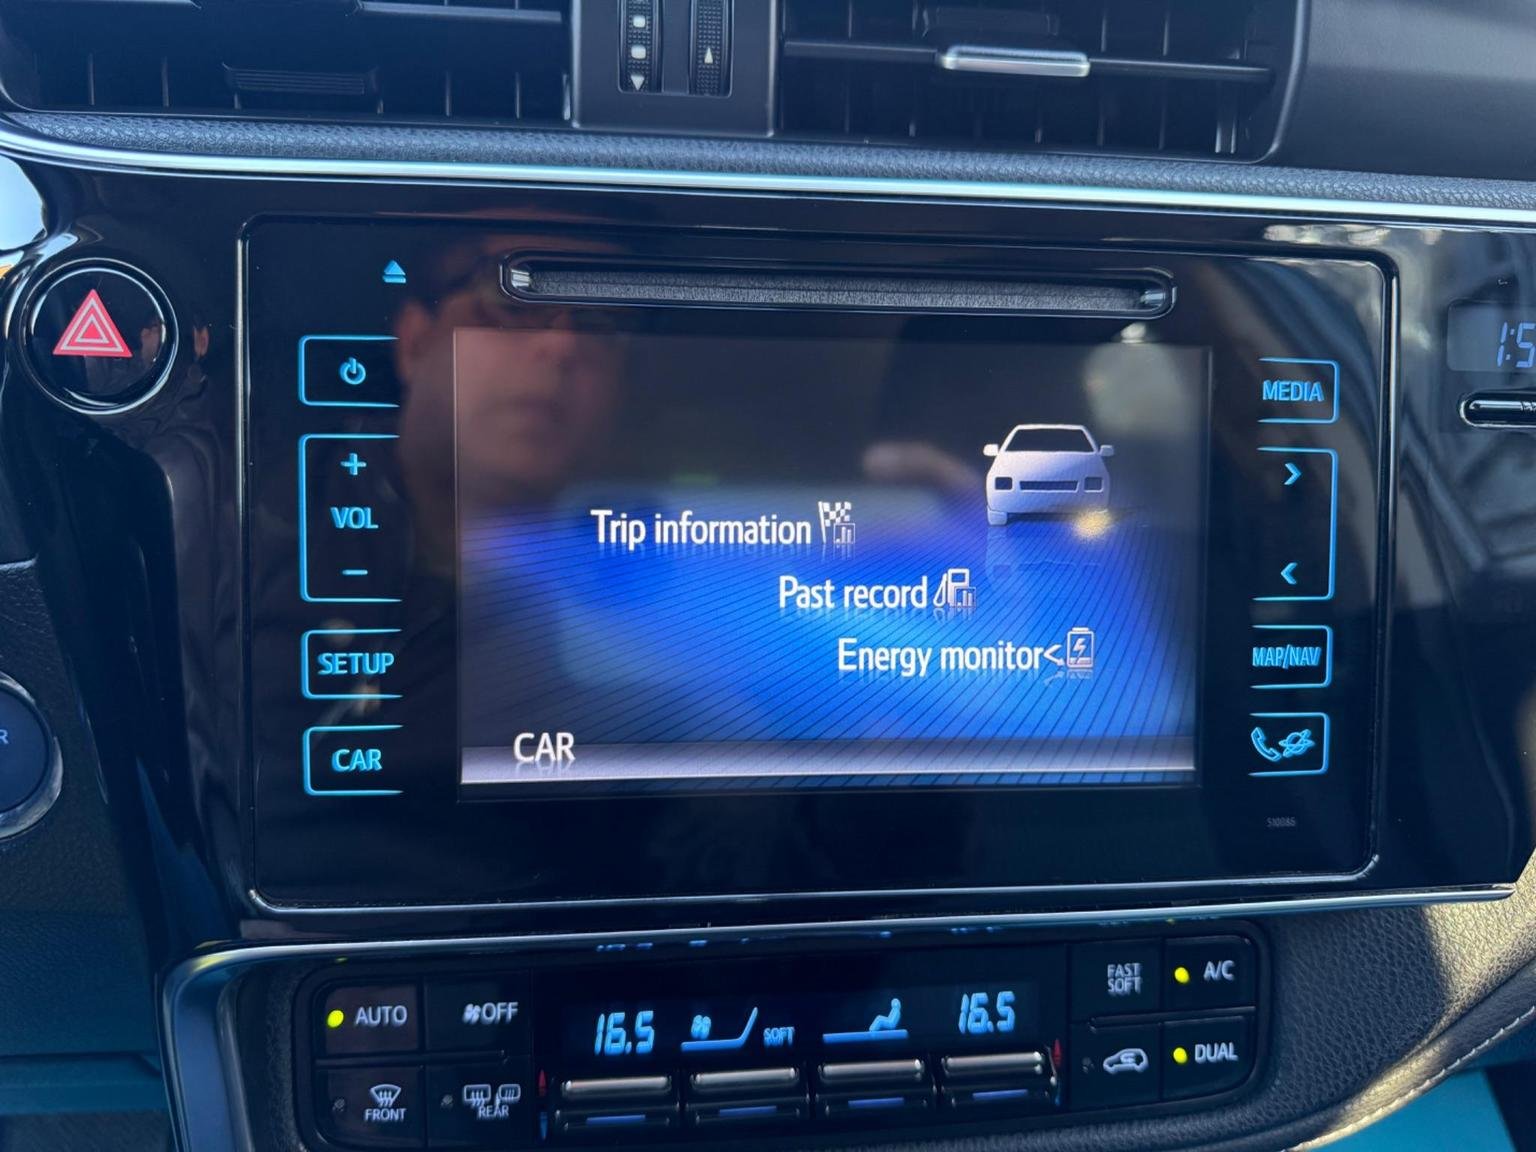 MEDIA
VOL
SETUP
CAR
MAP/NAV
Trip information
Past record
Energy monitor
CAR
510086
AUTO
OFF
16.5
SOFT
16.5
FAST
SOFT
A/C
FRONT
REAR
DUAL